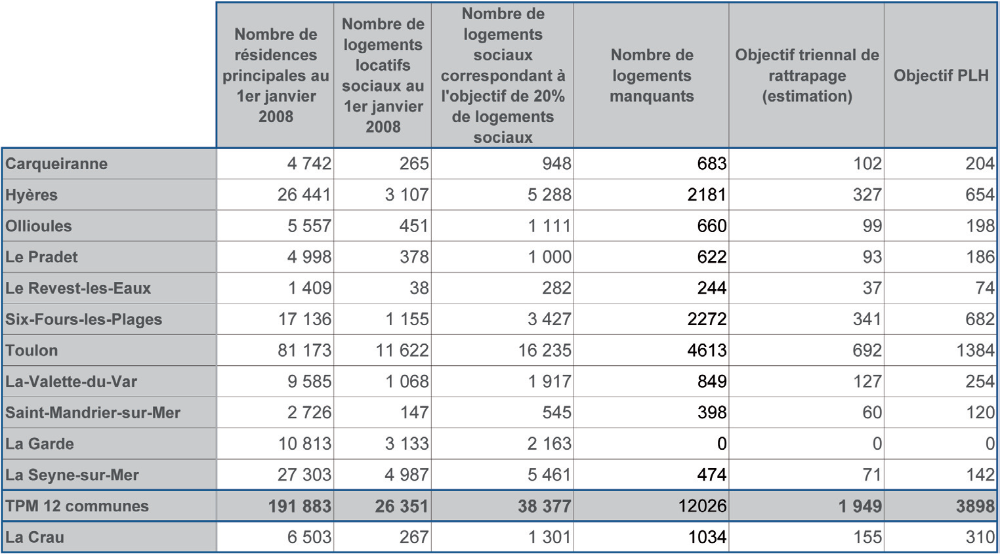 Nombre de résidences principales au 1er janvier 2008 | Nombre de logements locatifs sociaux au 1er janvier 2008 | Nombre de logements sociaux correspondant à l'objectif de 20% de logements sociaux | Nombre de logements manquants | Objectif triennal de rattrapage (estimation) | Objectif PLH
Carqueiranne 4 742 265 948 683 102 204
Hyères 26 441 3 107 5 288 2181 327 654
Ollioules 5 557 451 1 111 660 99 198
Le Pradet 4 998 378 1 000 622 93 186
Le Revest-les-Eaux 1 409 38 282 244 37 74
Six-Fours-les-Plages 17 136 1 155 3 427 2272 341 682
Toulon 81 173 11 622 16 235 4613 692 1384
La-Valette-du-Var 9 585 1 068 1 917 849 127 254
Saint-Mandrier-sur-Mer 2 726 147 545 398 60 120
La Garde 10 813 3 133 2 163 0 0 0
La Seyne-sur-Mer 27 303 4 987 5 461 474 71 142
TPM 12 communes 191 883 26 351 38 377 12026 1 949 3898
La Crau 6 503 267 1 301 1034 155 310